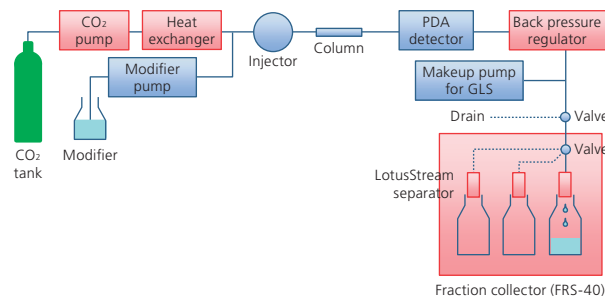 CO₂
pump
Heat
exchanger
Modifier
pump
Injector
Column
PDA
detector
Back pressure
regulator
Makeup pump
for GLS
Drain
Valve
Valve
LotusStream
separator
CO₂
tank
Modifier
Fraction collector (FRS-40)